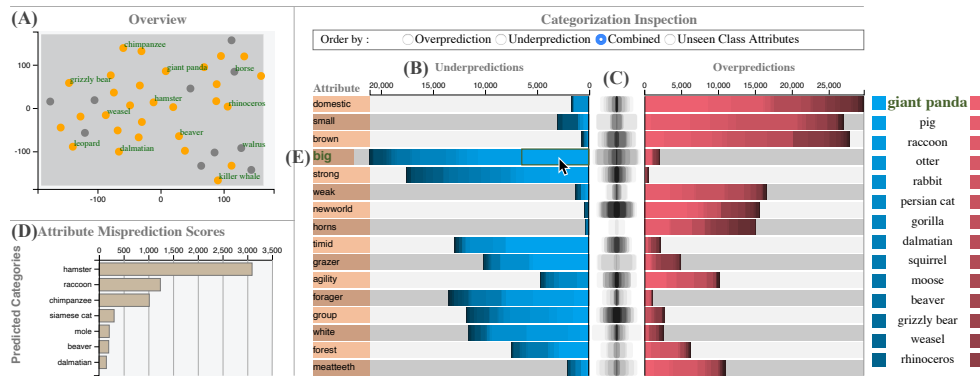 (A) Overview
chimpanzee
giant panda
horse
grizzly bear
weasel
hamster
rhinoceros
leopard
dalmatian
beaver
walrus
killer whale
100
0
-100
-100
0
100
(D) Attribute Misprediction Scores
0 500 1,000 1,500 2,000 2,500 3,000 3,500
Predicted Categories
hamster
raccoon
chimpanzee
siamese cat
mole
beaver
dalmatian
Categorization Inspection
Order by : Overprediction Underprediction Combined Unseen Class Attributes
(B) Underpredictions
(C) Overpredictions
Attribute
20,000 15,000 10,000 5,000 0
0 5,000 10,000 15,000 20,000 25,000
(E)
domestic
small
brown
big
strong
weak
newworld
horns
timid
grazer
agility
forager
group
white
forest
meatteeth
giant panda
pig
raccoon
otter
rabbit
persian cat
gorilla
dalmatian
squirrel
moose
beaver
grizzly bear
weasel
rhinoceros